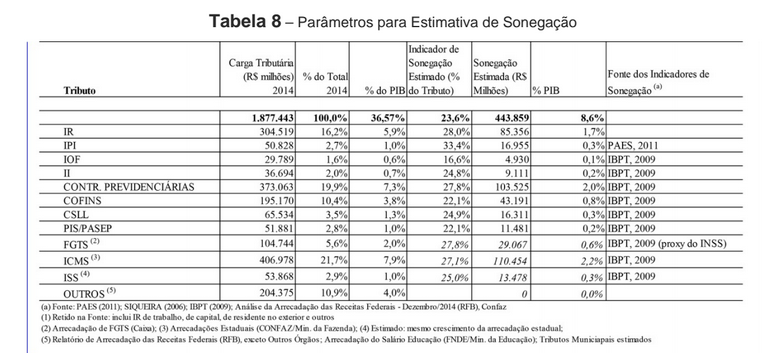 Tabela 8 – Parâmetros para Estimativa de Sonegação
Tributo Carga Tributária (R$ milhões) 2014 % do Total 2014 % do PIB Indicador de Sonegação Estimado (% do Tributo) Sonegação Estimada (R$ Milhões) % PIB Fonte dos Indicadores de Sonegação (a)
1.877.443 100,0% 36,57% 23,6% 443.859 8,6%
IR 304.519 16,2% 5,9% 28,0% 85.356 1,7%
IPI 50.828 2,7% 1,0% 33,4% 16.955 0,3% PAES, 2011
IOF 29.789 1,6% 0,6% 16,6% 4.930 0,1% IBPT, 2009
II 36.694 2,0% 0,7% 24,8% 9.111 0,2% IBPT, 2009
CONTR. PREVIDENCIÁRIAS 373.063 19,9% 7,3% 27,8% 103.525 2,0% IBPT, 2009
COFINS 195.170 10,4% 3,8% 22,1% 43.191 0,8% IBPT, 2009
CSLL 65.534 3,5% 1,3% 24,9% 16.311 0,3% IBPT, 2009
PIS/PASEP 51.881 2,8% 1,0% 22,1% 11.481 0,2% IBPT, 2009
FGTS (2) 104.744 5,6% 2,0% 27,8% 29.067 0,6% IBPT, 2009 (proxy do INSS)
ICMS (3) 406.978 21,7% 7,9% 27,1% 110.454 2,2% IBPT, 2009
ISS (4) 53.868 2,9% 1,0% 25,0% 13.478 0,3% IBPT, 2009
OUTROS (5) 204.375 10,9% 4,0% 0 0,0%
(a) Fonte: PAES (2011); SIQUEIRA (2006); IBPT (2009); Análise da Arrecadação das Receitas Federais - Dezembro/2014 (RFB), Confaz
(1) Retido na Fonte: inclui IR de trabalho, de capital, de residente no exterior e outros
(2) Arrecadação de FGTS (Caixa); (3) Arrecadações Estaduais (CONFAZ/Min. da Fazenda); (4) Estimado: mesmo crescimento da arrecadação estadual;
(5) Relatório de Arrecadação das Receitas Federais (RFB), exceto Outros Órgãos; Arrecadação do Salário Educação (FNDE/Min. da Educação); Tributos Municiapais estimados